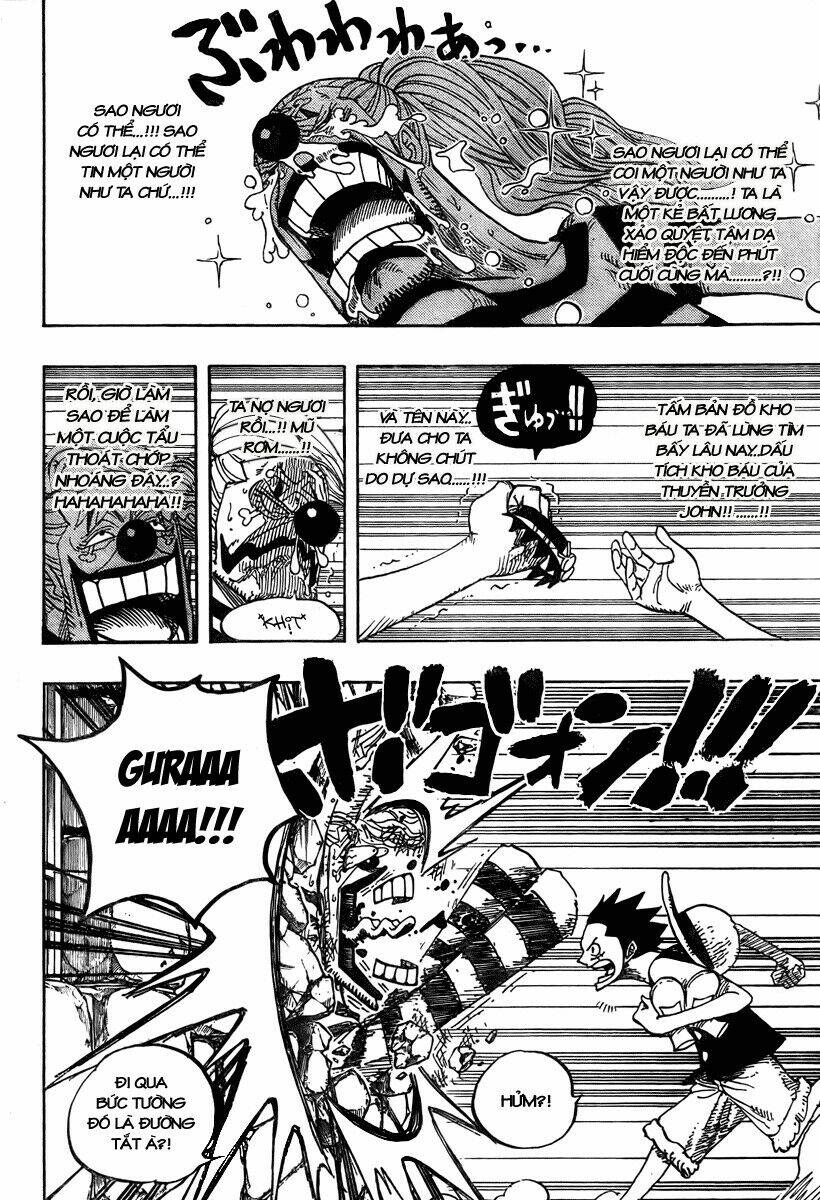 ぶわわわわあっ…
SAO NGƯƠI LẠI CÓ THỂ
COI MỘT NGƯỜI NHƯ TA
VẬY ĐƯỢC.........! TA LÀ
MỘT KẺ BẤT LƯƠNG
XẢO QUYỆT TÂM DẠ
HIỂM ĐỘC ĐẾN PHÚT
CUỐI CÙNG MÀ.........?!!
SAO NGƯƠI
CÓ THỂ...!!! SAO
NGƯƠI LẠI CÓ THỂ
TIN MỘT NGƯỜI
NHƯ TA CHỨ...!!!
TẤM BẢN ĐỒ KHO
BÁU TA ĐÃ LÙNG TÌM
BẤY LÂU NAY..DẤU
TÍCH KHO BÁU CỦA
THUYỀN TRƯỞNG
JOHN!! ......!!
ぎゅっ…!!
VÀ TÊN NÀY..
ĐƯA CHO TA
KHÔNG CHÚT
DO DỰ SAO......!!!
TA NỢ NGƯƠI
RỒI...!! MŨ
RƠM......!!
*KHỊT*
RỒI, GIỜ LÀM
SAO ĐỂ LÀM
MỘT CUỘC TẨU
THOÁT CHỚP
NHOÁNG ĐÂY..?
HAHAHAHAHA!!
ボゴォン!!!
GURAAA
AAAA!!!
HỬM?!
ĐI QUA
BỨC TƯỜNG
ĐÓ LÀ ĐƯỜNG
TẮT À?!